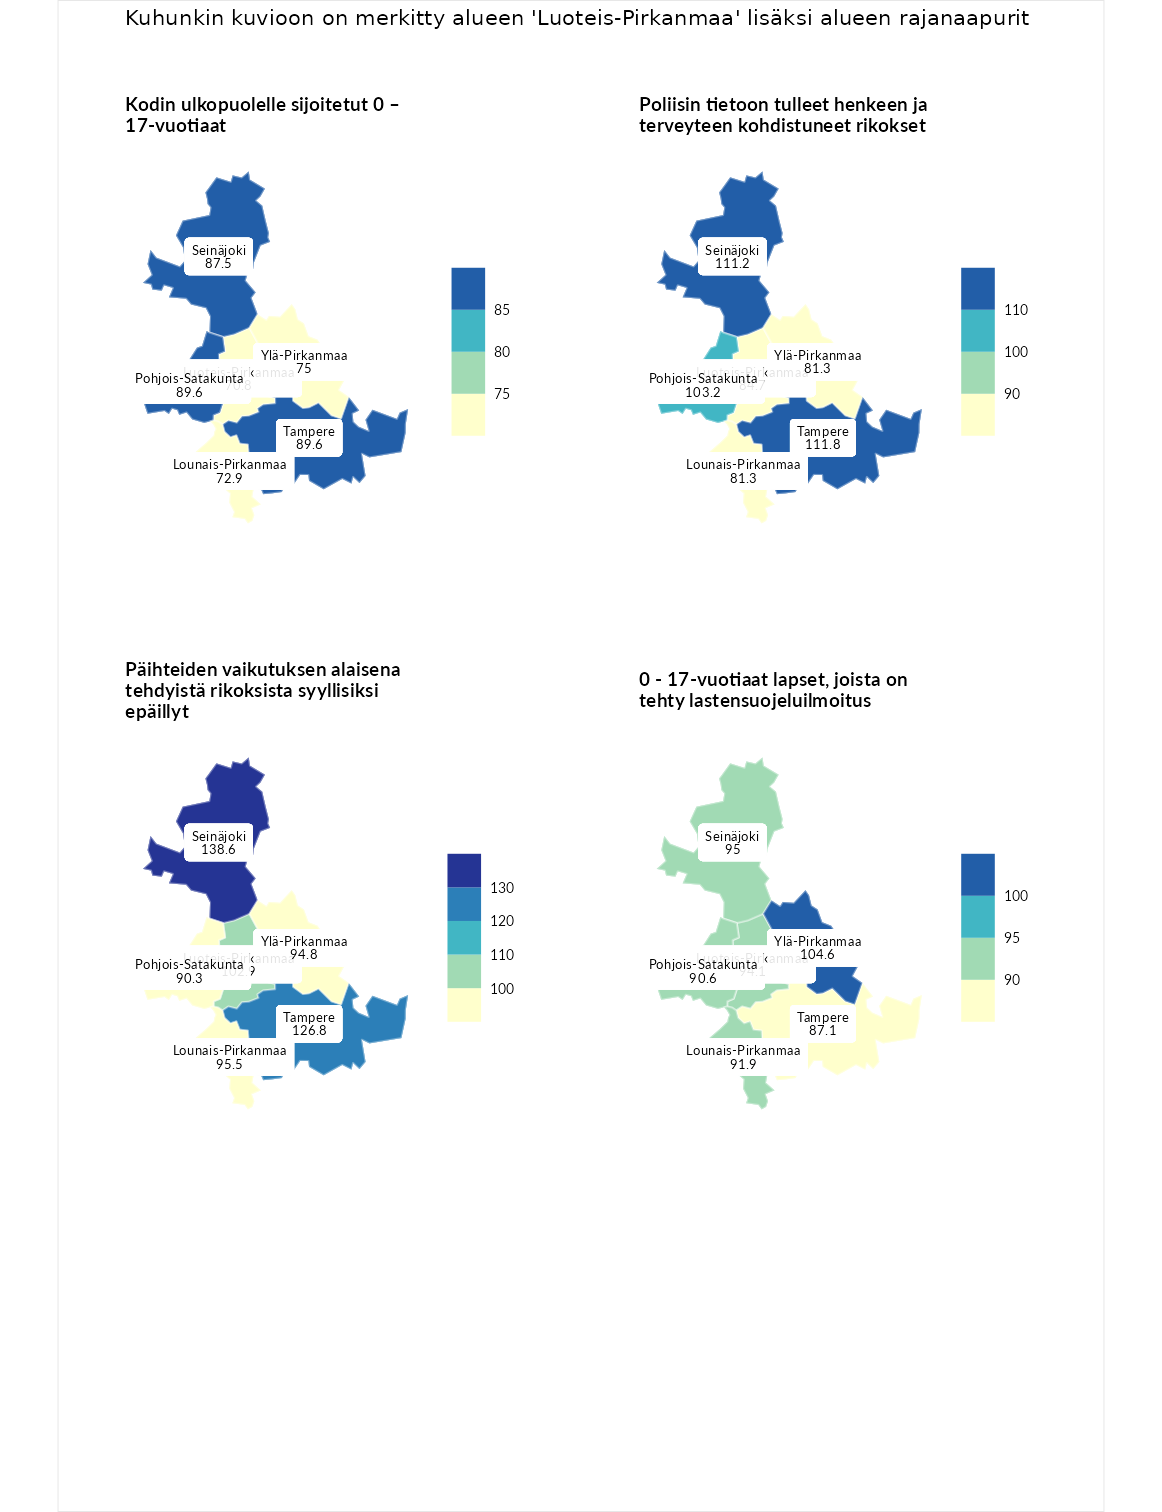 Kuhunkin kuvioon on merkitty alueen 'Luoteis-Pirkanmaa' lisäksi alueen rajanaapurit
Kodin ulkopuolelle sijoitetut 0 –
17-vuotiaat
Seinäjoki
87.5
Ylä-Pirkanmaa
75
Pohjois-Satakunta
89.6
Tampere
89.6
Lounais-Pirkanmaa
72.9
85
80
75
Poliisin tietoon tulleet henkeen ja
terveyteen kohdistuneet rikokset
Seinäjoki
111.2
Ylä-Pirkanmaa
81.3
Pohjois-Satakunta
103.2
Tampere
111.8
Lounais-Pirkanmaa
81.3
110
100
90
Päihteiden vaikutuksen alaisena
tehdyistä rikoksista syyllisiksi
epäillyt
Seinäjoki
138.6
Ylä-Pirkanmaa
94.8
Pohjois-Satakunta
90.3
Tampere
126.8
Lounais-Pirkanmaa
95.5
130
120
110
100
0 - 17-vuotiaat lapset, joista on
tehty lastensuojeluilmoitus
Seinäjoki
95
Ylä-Pirkanmaa
104.6
Pohjois-Satakunta
90.6
Tampere
87.1
Lounais-Pirkanmaa
91.9
100
95
90